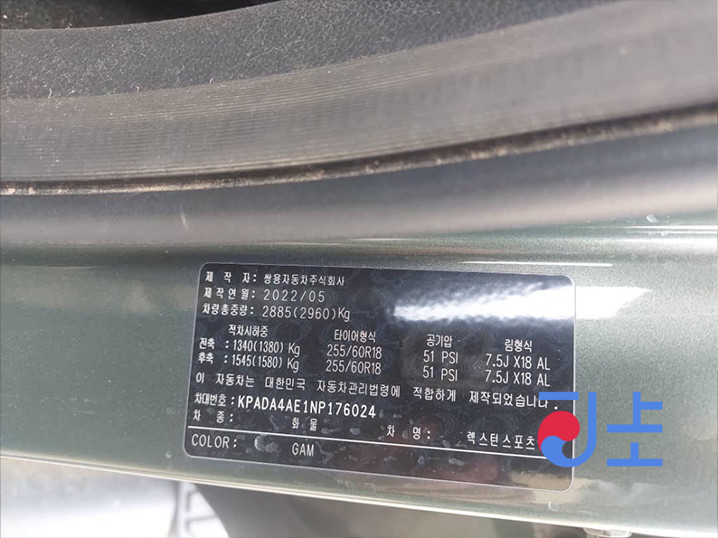 제 작 자: 쌍용자동차주식회사
제작연월: 2022/05
차량총중량: 2885(2960)Kg
적차시하중 타이어형식 공기압 림형식
전축: 1340(1380) Kg 255/60R18 51 PSI 7.5J X18 AL
후축: 1545(1580) Kg 255/60R18 51 PSI 7.5J X18 AL
이 자동차는 대한민국 자동차관리법령에 적합하게 제작되었습니다.
차대번호: KPADA4AE1NP176024
차 종: 화 물 차 명: 렉스턴스포츠
COLOR: GAM